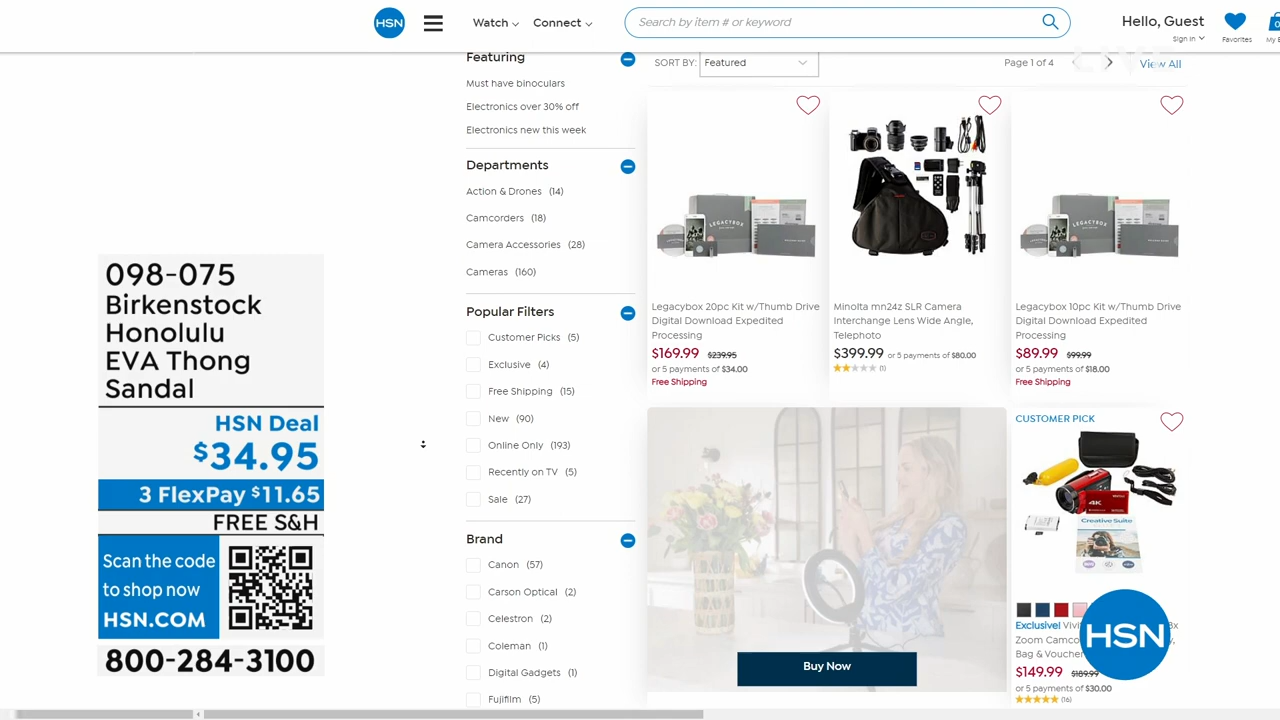 HSN
Watch
Connect
Search by item # or keyword
Hello, Guest
Sign In
Favorites
0
Featuring
Must have binoculars
Electronics over 30% off
Electronics new this week
Departments
Action & Drones (14)
Camcorders (18)
Camera Accessories (28)
Cameras (160)
Popular Filters
Customer Picks (5)
Exclusive (4)
Free Shipping (15)
New (90)
Online Only (193)
Recently on TV (5)
Sale (27)
Brand
Canon (57)
Carson Optical (2)
Celestron (2)
Coleman (1)
Digital Gadgets (1)
Fujifilm (5)
SORT BY: Featured
Page 1 of 4
LIVE
View All
LEGACYBOX
LEGACYBOX
Legacybox 20pc Kit w/Thumb Drive
Digital Download Expedited
Processing
$169.99 $239.95
or 5 payments of $34.00
Free Shipping
Minolta mn24z SLR Camera
Interchange Lens Wide Angle,
Telephoto
$399.99 or 5 payments of $80.00
(1)
Legacybox 10pc Kit w/Thumb Drive
Digital Download Expedited
Processing
$89.99 $99.99
or 5 payments of $18.00
Free Shipping
Buy Now
CUSTOMER PICK
4K
Creative Suite
Exclusive!
Zoom
Bag & Voucher
$149.99 $189.99
or 5 payments of $30.00
(16)
HSN
098-075
Birkenstock
Honolulu
EVA Thong
Sandal
HSN Deal
$34.95
3 FlexPay $11.65
FREE S&H
Scan the code
to shop now
HSN.COM
800-284-3100